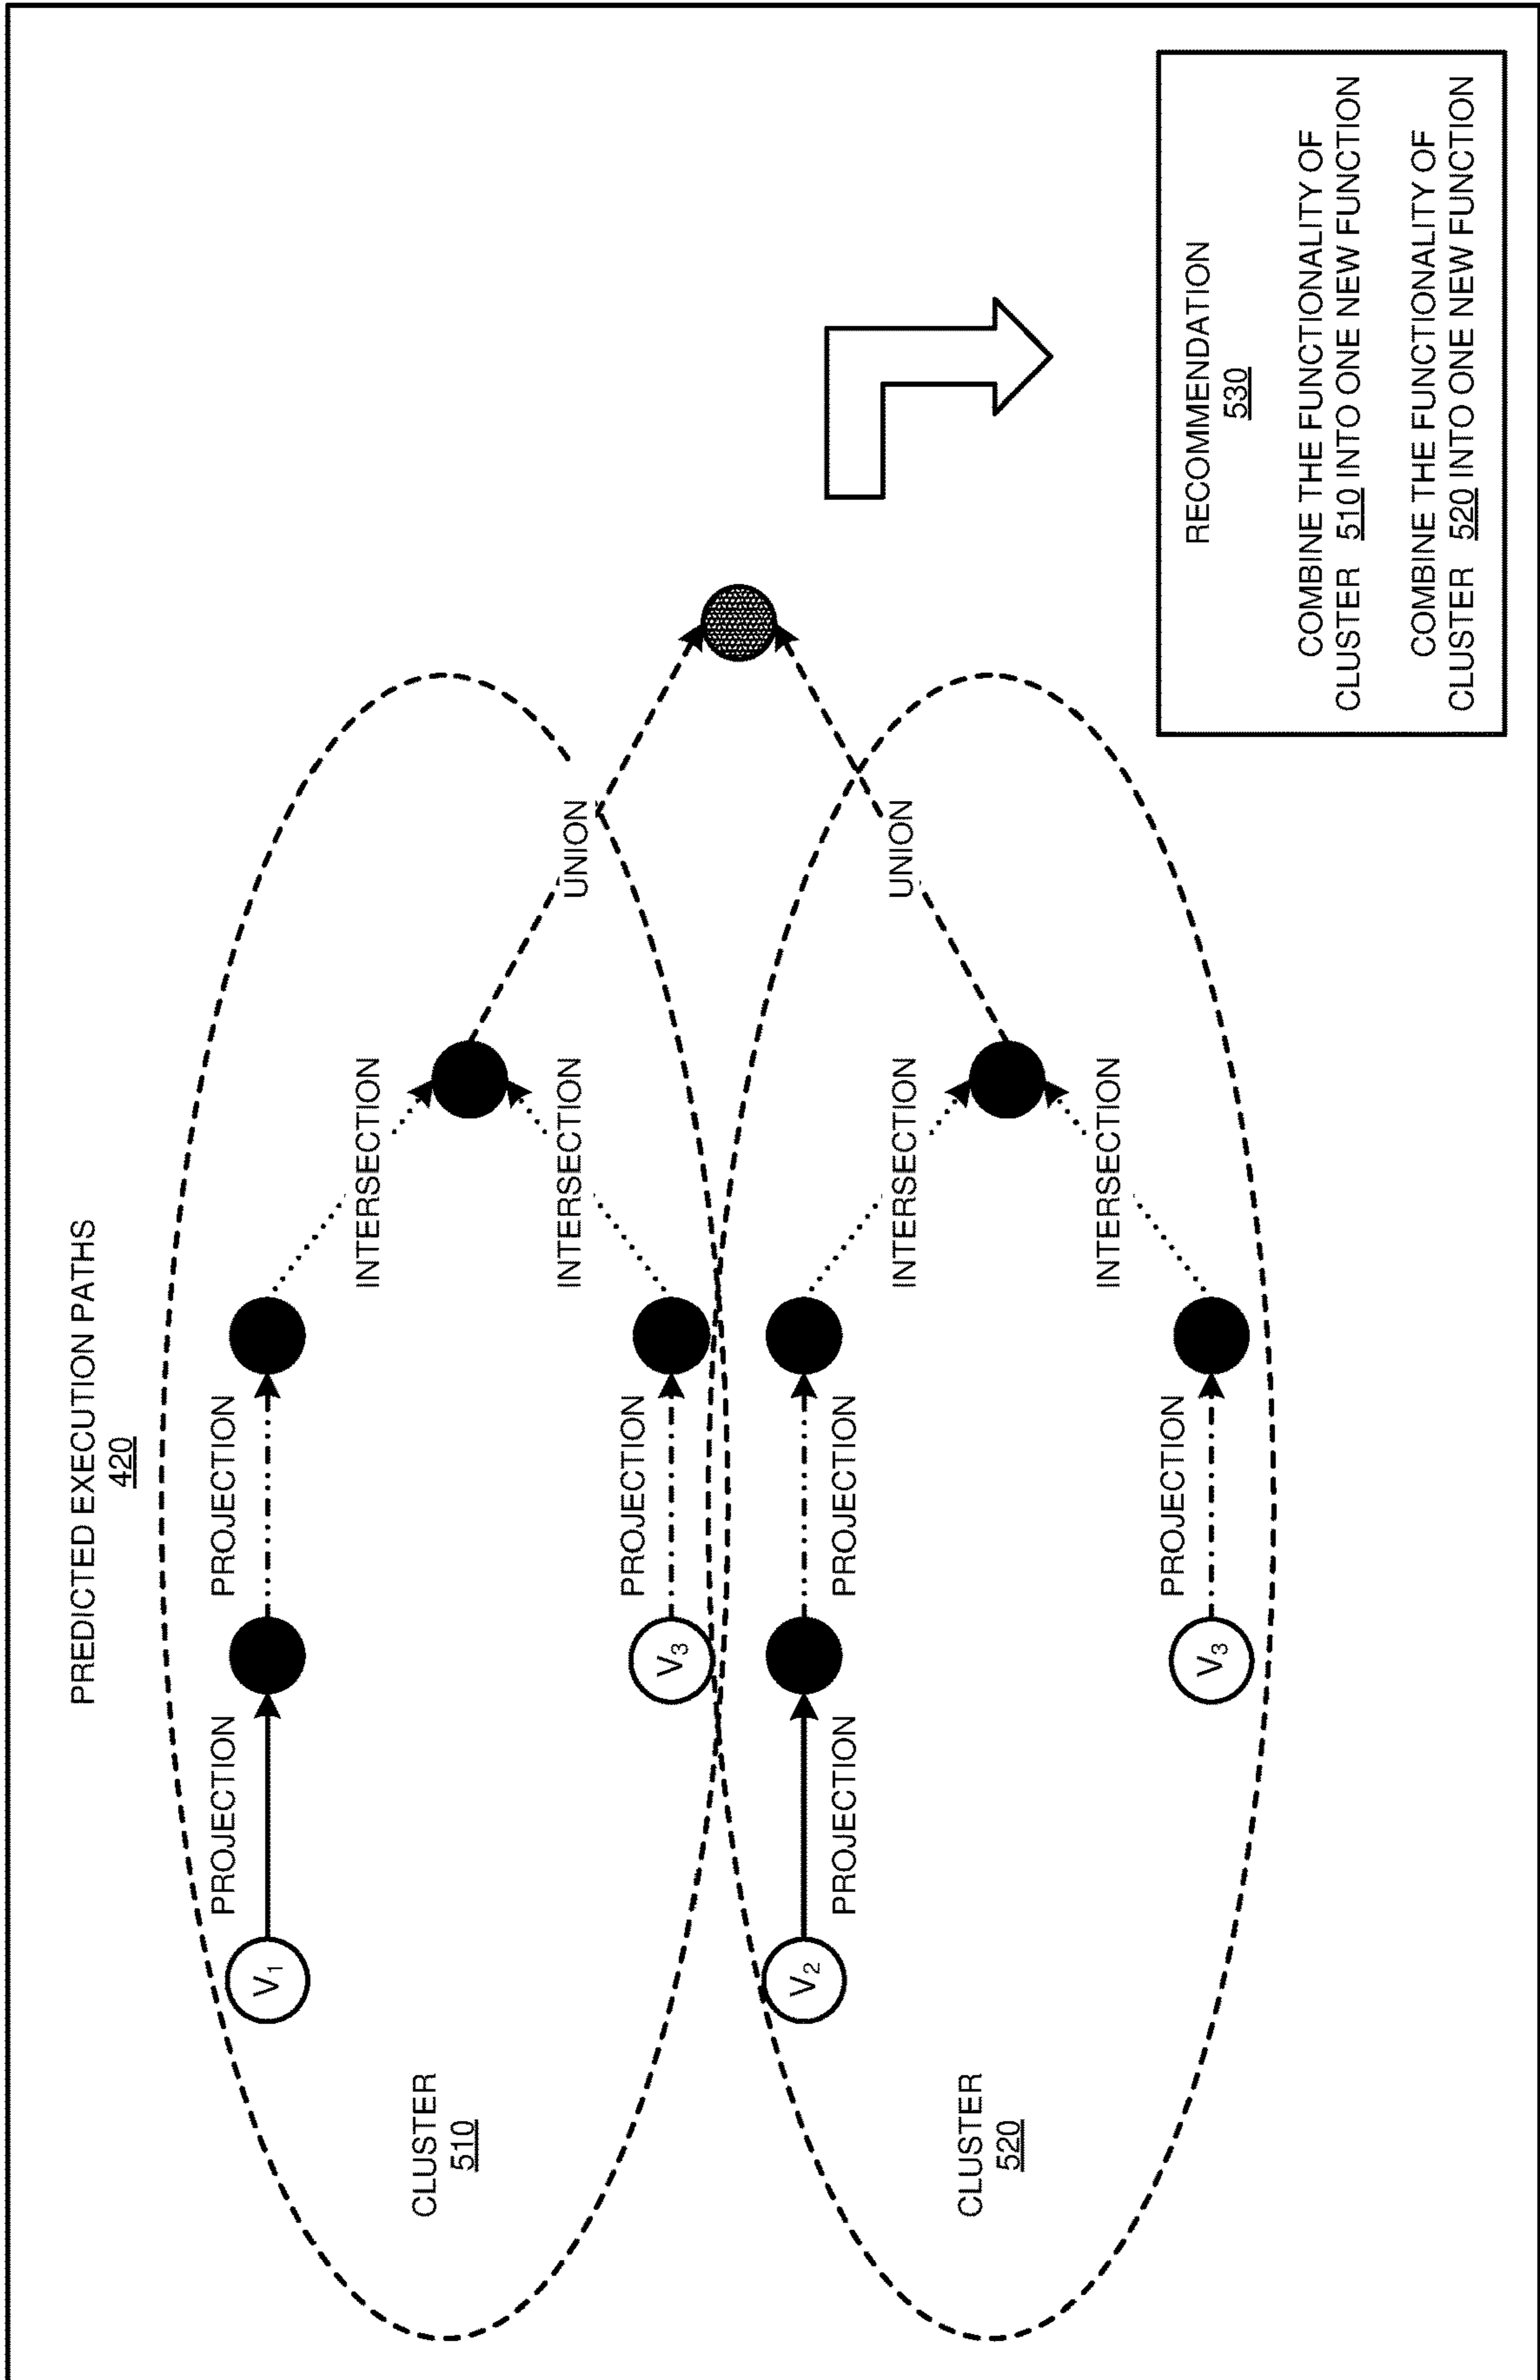 PREDICTED EXECUTION PATHS
420
PROJECTION
PROJECTION
V1
INTERSECTION
CLUSTER
510
INTERSECTION
UNION
PROJECTION
V3
PROJECTION
PROJECTION
V2
INTERSECTION
UNION
CLUSTER
520
INTERSECTION
PROJECTION
V3
RECOMMENDATION
530
COMBINE THE FUNCTIONALITY OF
CLUSTER 510 INTO ONE NEW FUNCTION
COMBINE THE FUNCTIONALITY OF
CLUSTER 520 INTO ONE NEW FUNCTION